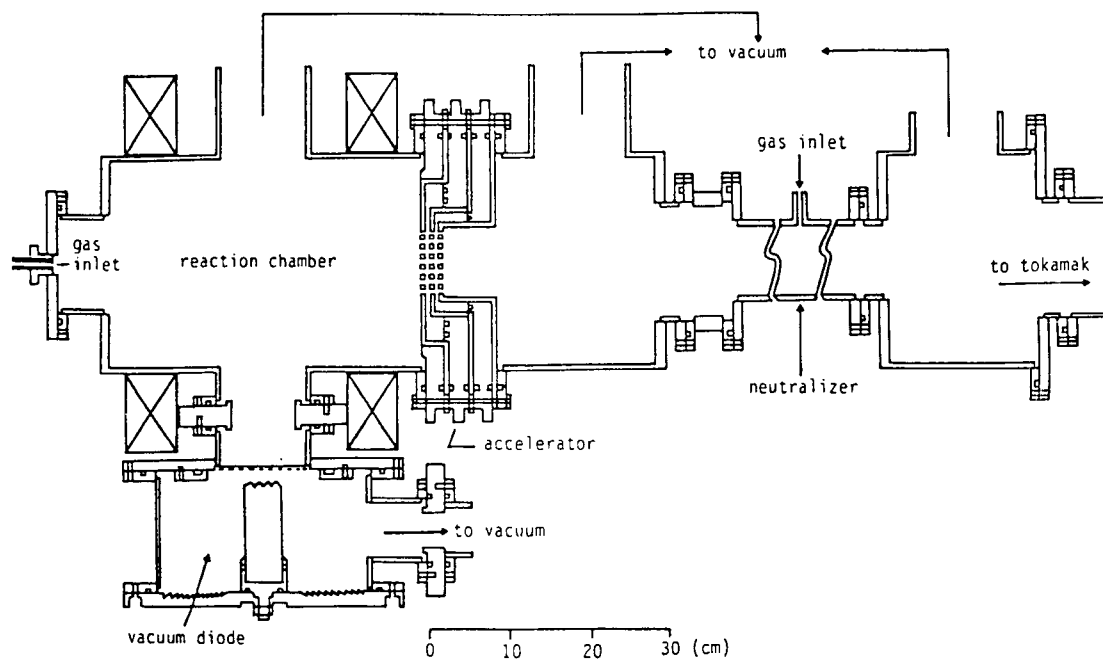 to vacuum
gas inlet
gas
inlet
reaction chamber
to tokamak
neutralizer
accelerator
to vacuum
vacuum diode
0 10 20 30 (cm)